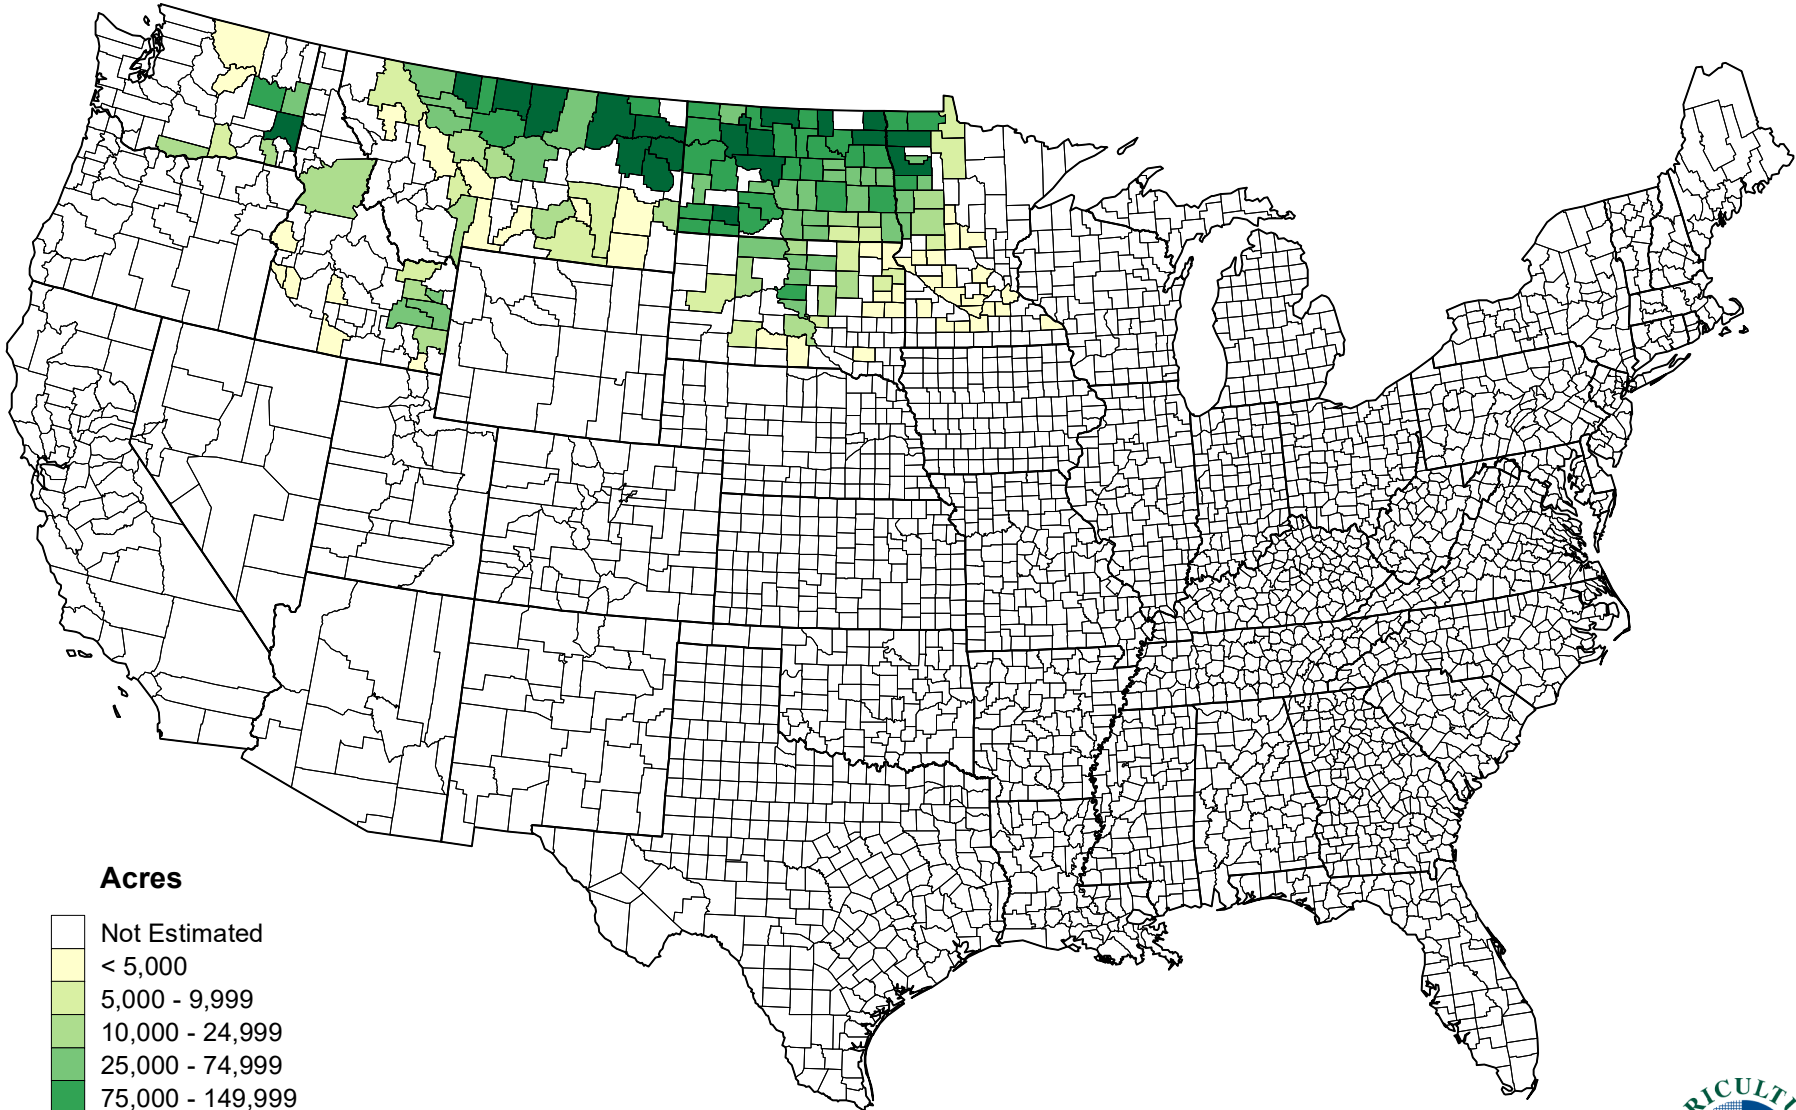 Acres
Not Estimated
< 5,000
5,000 - 9,999
10,000 - 24,999
25,000 - 74,999
75,000 - 149,999
RICULTU